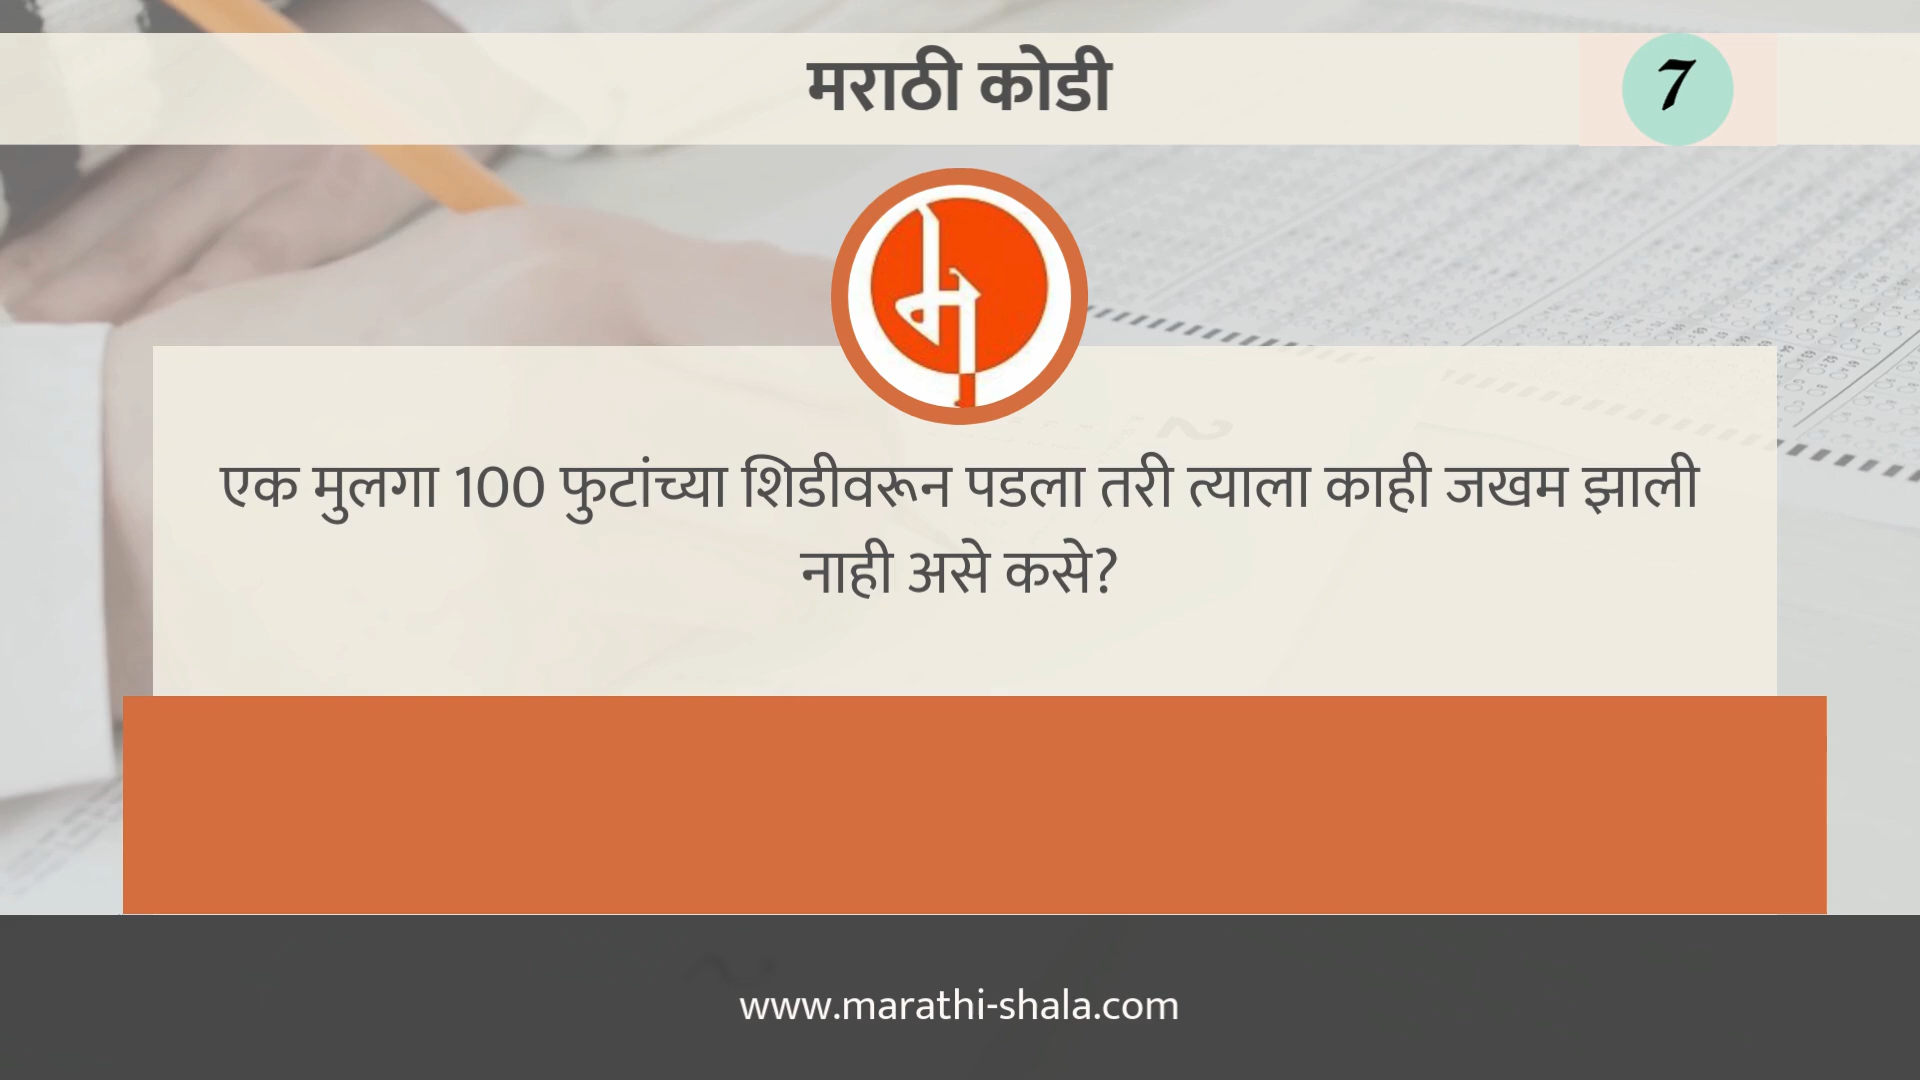 मराठी कोडी
7
एक मुलगा 100 फुटांच्या शिडीवरून पडला तरी त्याला काही जखम झाली
नाही असे कसे?
www.marathi-shala.com